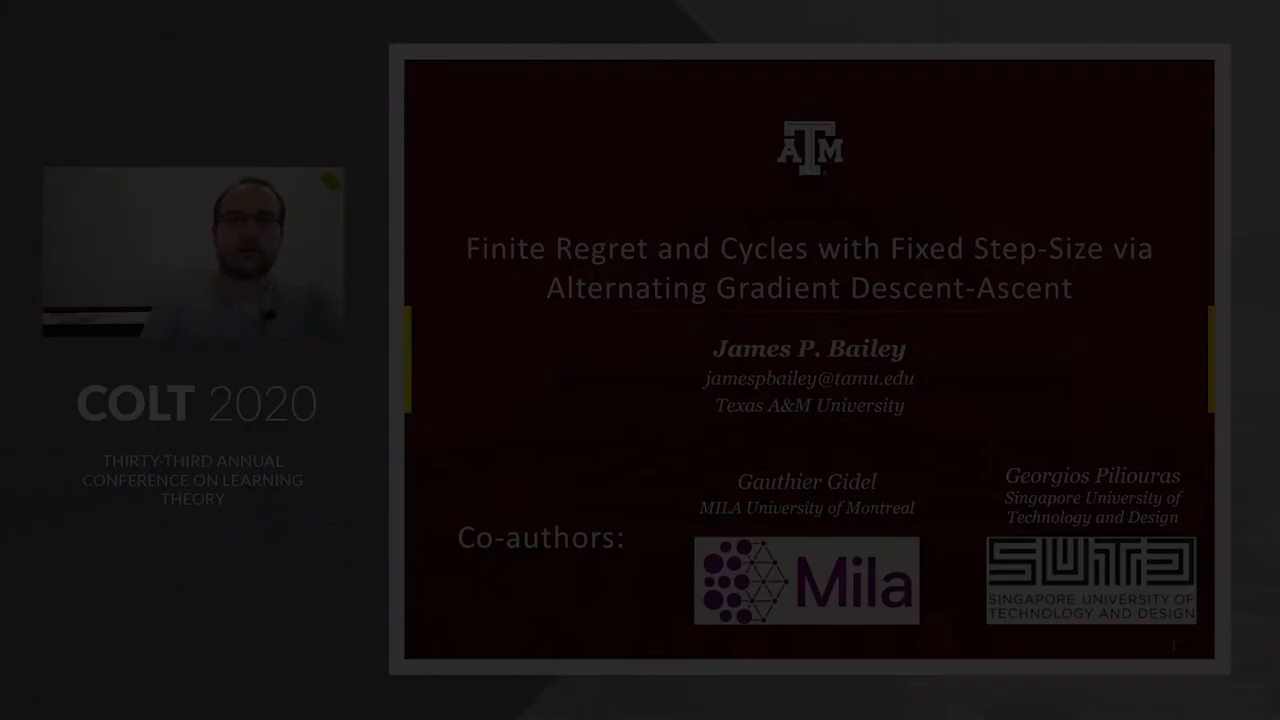 COLT 2020
THIRTY-THIRD ANNUAL
CONFERENCE ON LEARNING
THEORY
ATM
Finite Regret and Cycles with Fixed Step-Size via
Alternating Gradient Descent-Ascent
James P. Bailey
jamespbailey@tamu.edu
Texas A&M University
Co-authors:
Gauthier Gidel
MILA University of Montreal
Mila
Georgios Piliouras
Singapore University of
Technology and Design
SUTD
SINGAPORE UNIVERSITY OF
TECHNOLOGY AND DESIGN
1